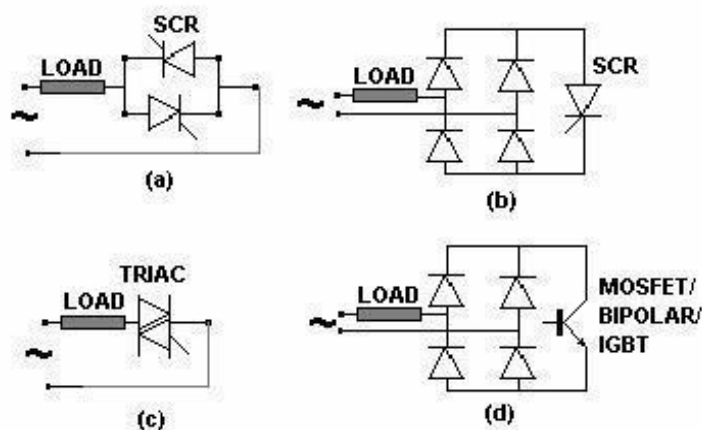 SCR
LOAD
~
(a)
LOAD
SCR
~
(b)
TRIAC
LOAD
~
(c)
LOAD
MOSFET/
BIPOLAR/
IGBT
~
(d)